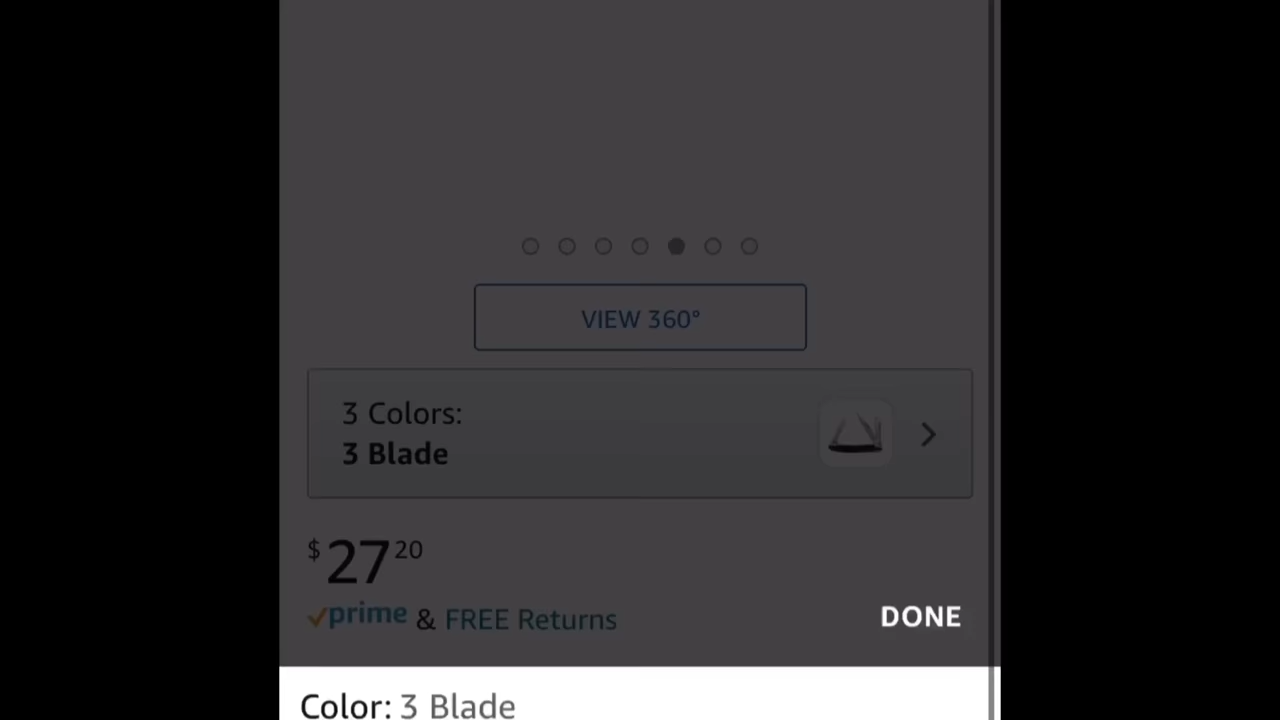 VIEW 360°
3 Colors:
3 Blade
$27 20
prime & FREE Returns
DONE
Color: 3 Blade